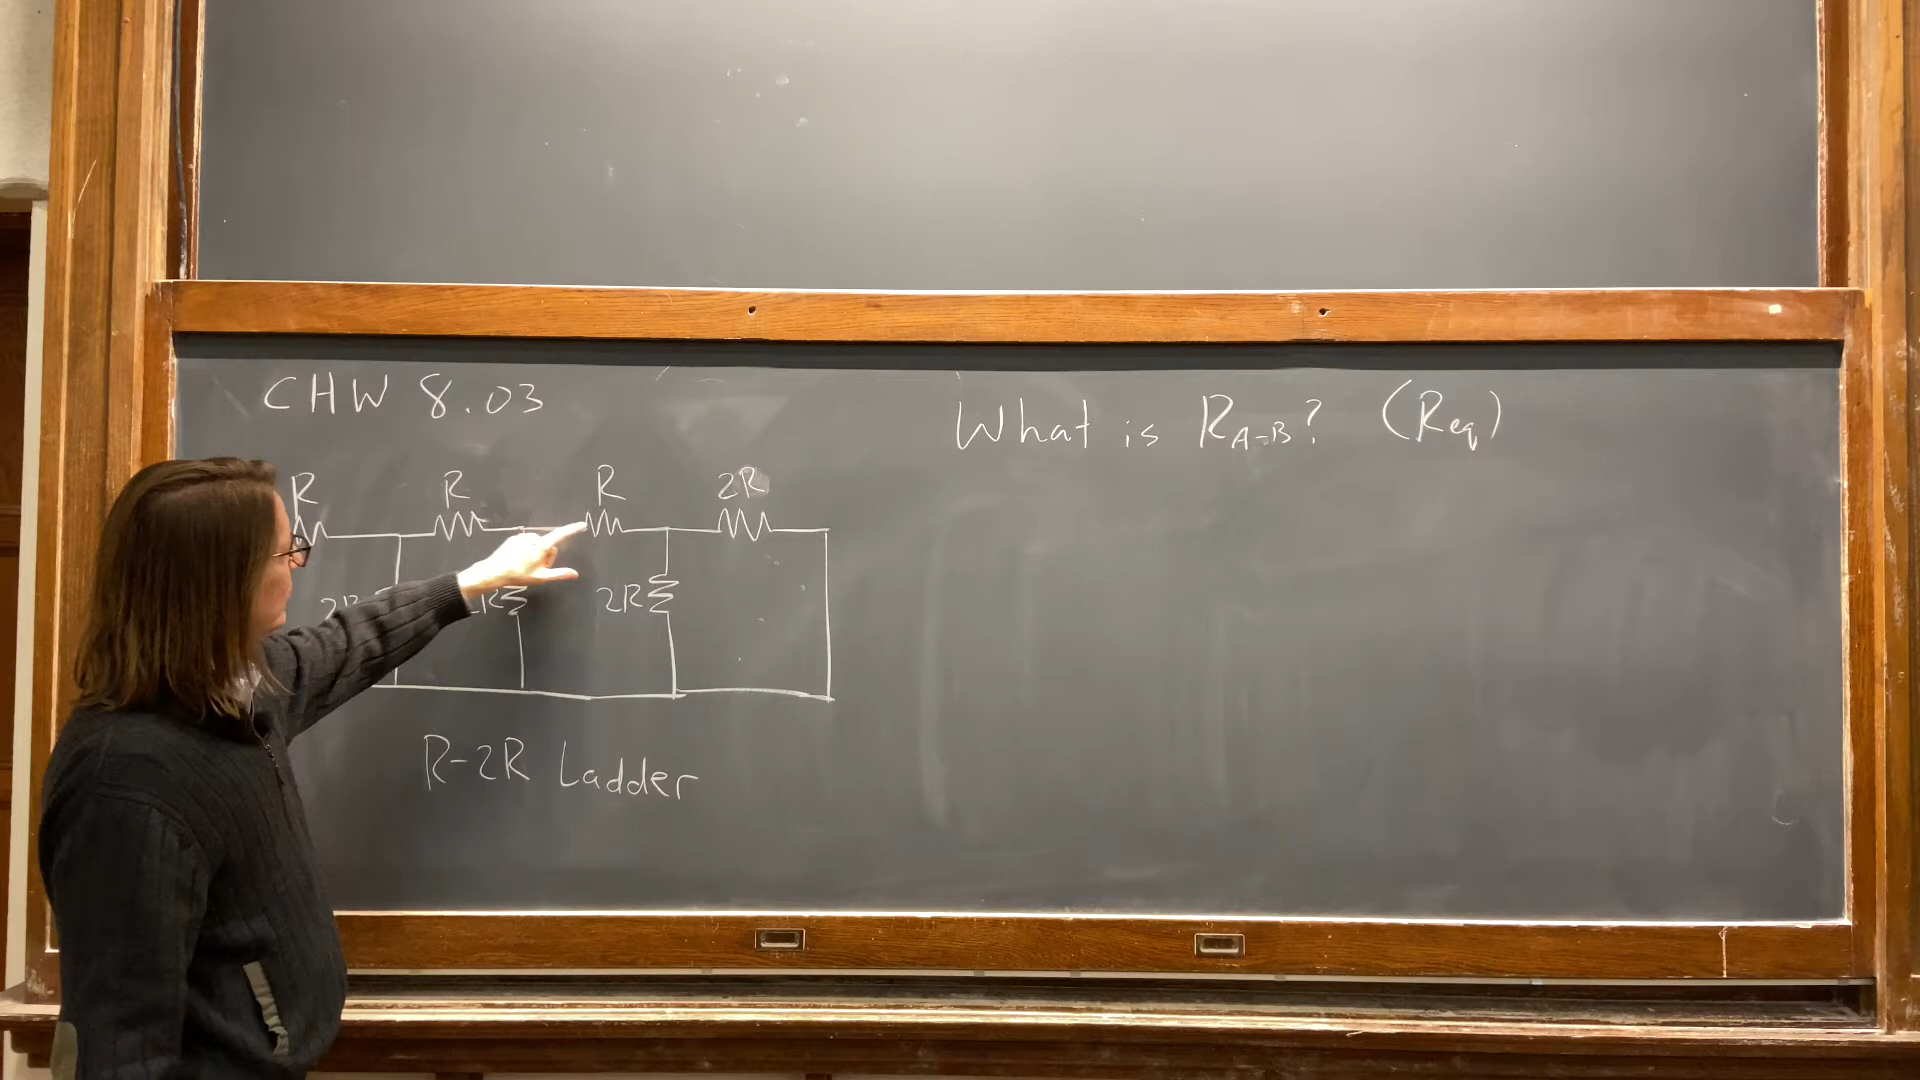 CHW 8.03
What is R_A-B? (Req)
R R R 2R
2R 2R
R-2R Ladder